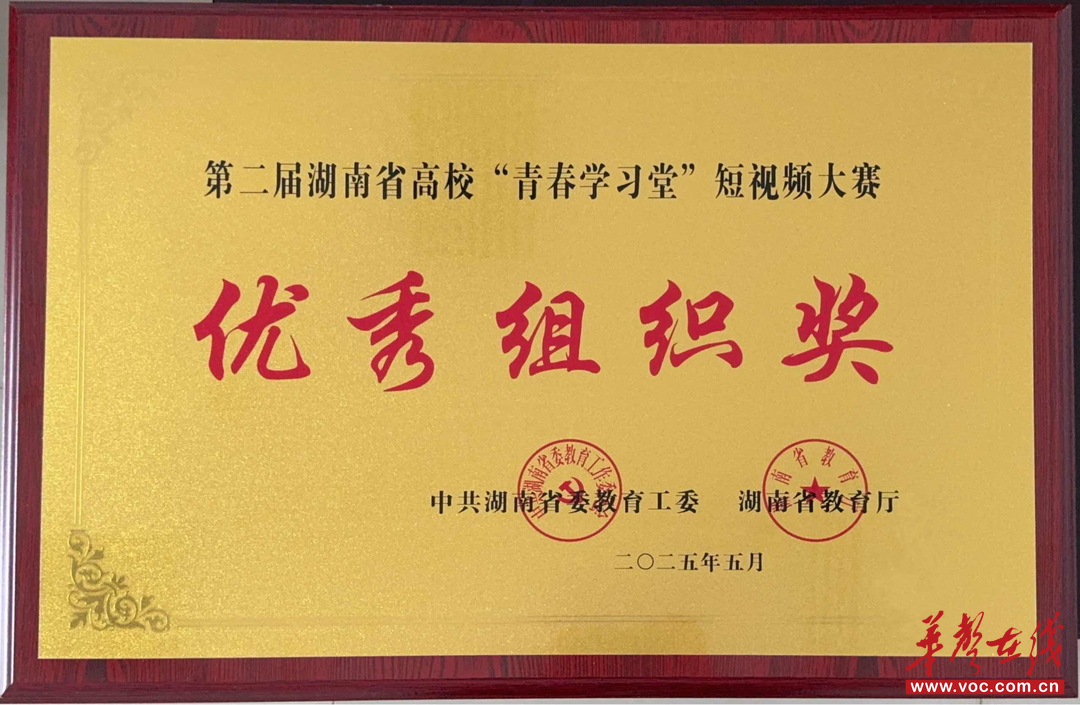 第二届湖南省高校“青春学习堂”短视频大赛
优秀组织奖
中共湖南省委教育工委 湖南省教育厅
二〇二五年五月
华声在线
www.voc.com.cn